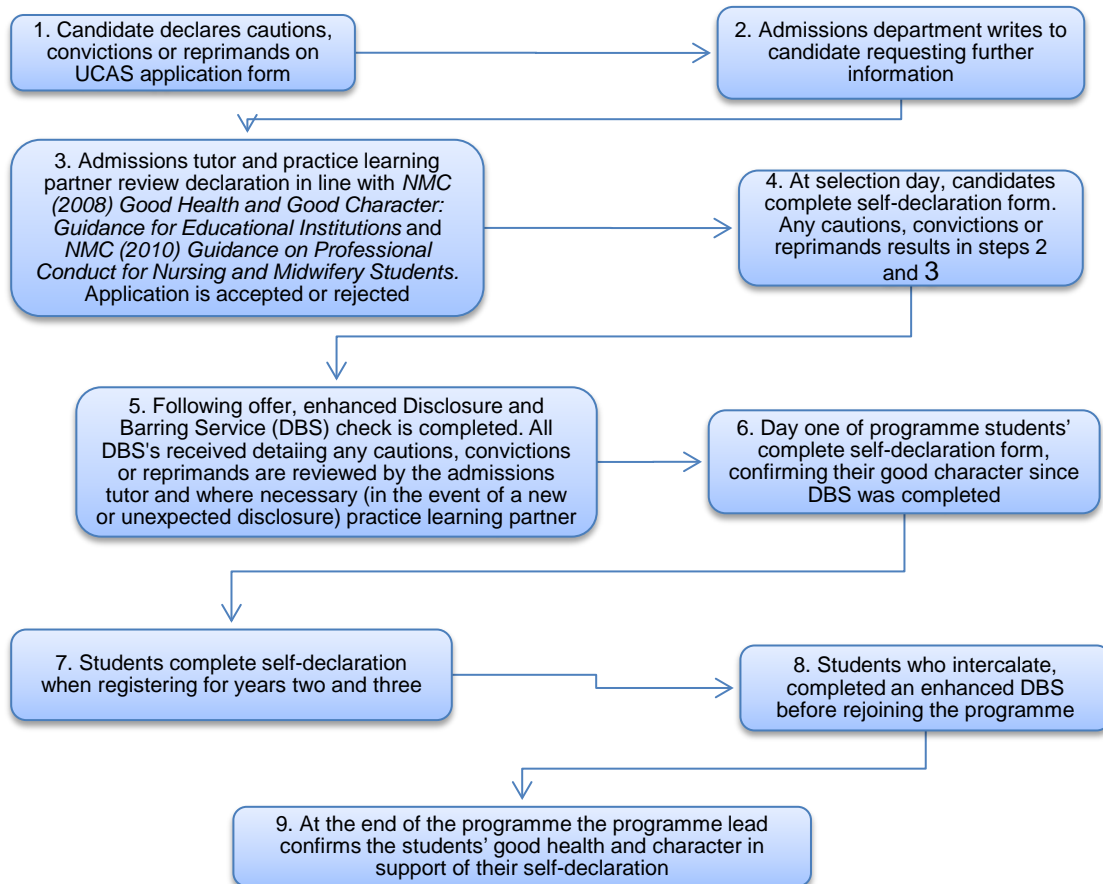 1. Candidate declares cautions,
convictions or reprimands on
UCAS application form
2. Admissions department writes to
candidate requesting further
information
3. Admissions tutor and practice learning
partner review declaration in line with NMC
(2008) Good Health and Good Character:
Guidance for Educational Institutions and
NMC (2010) Guidance on Professional
Conduct for Nursing and Midwifery Students.
Application is accepted or rejected
4. At selection day, candidates
complete self-declaration form.
Any cautions, convictions or
reprimands results in steps 2
and 3
5. Following offer, enhanced Disclosure and
Barring Service (DBS) check is completed. All
DBS's received detaiing any cautions, convictions
or reprimands are reviewed by the admissions
tutor and where necessary (in the event of a new
or unexpected disclosure) practice learning partner
6. Day one of programme students’
complete self-declaration form,
confirming their good character since
DBS was completed
7. Students complete self-declaration
when registering for years two and three
8. Students who intercalate,
completed an enhanced DBS
before rejoining the programme
9. At the end of the programme the programme lead
confirms the students’ good health and character in
support of their self-declaration